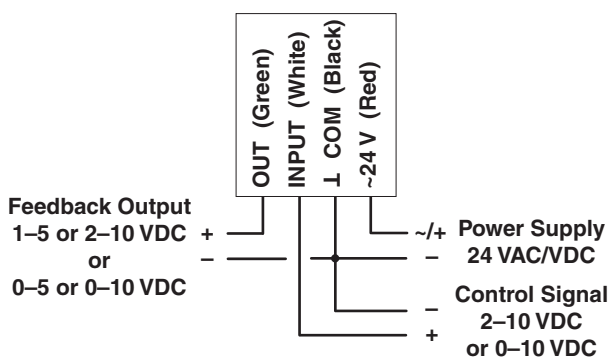 OUT (Green)
INPUT (White)
⊥ COM (Black)
~24 V (Red)
Feedback Output
1–5 or 2–10 VDC +
or –
0–5 or 0–10 VDC
~/+ Power Supply
– 24 VAC/VDC
– Control Signal
+ 2–10 VDC
or 0–10 VDC